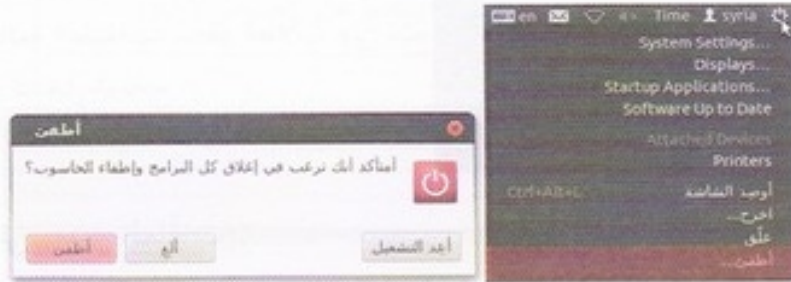 en Time syria
System Settings...
Displays...
Startup Applications...
Software Up to Date
Attached Devices
Printers
أوصد الشاشة Ctrl+Alt+L
اخرج...
علّق
أطفئ...
أطفئ
أمتأكد أنك ترغب في إغلاق كل البرامج وإطفاء الحاسوب؟
أعد التشغيل ألغ أطفئ